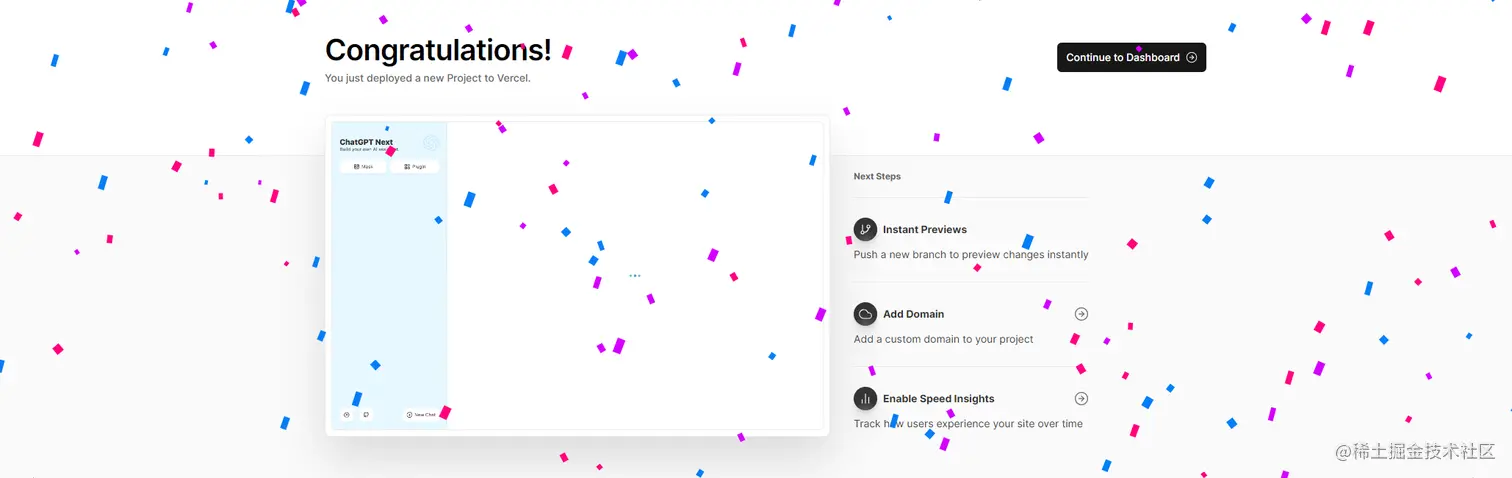 Congratulations!
You just deployed a new Project to Vercel.
Continue to Dashboard
ChatGPT Next
Build your own AI
Mask
Plugin
New Chat
Next Steps
Instant Previews
Push a new branch to preview changes instantly
Add Domain
Add a custom domain to your project
Enable Speed Insights
Track how users experience your site over time
@稀土掘金技术社区